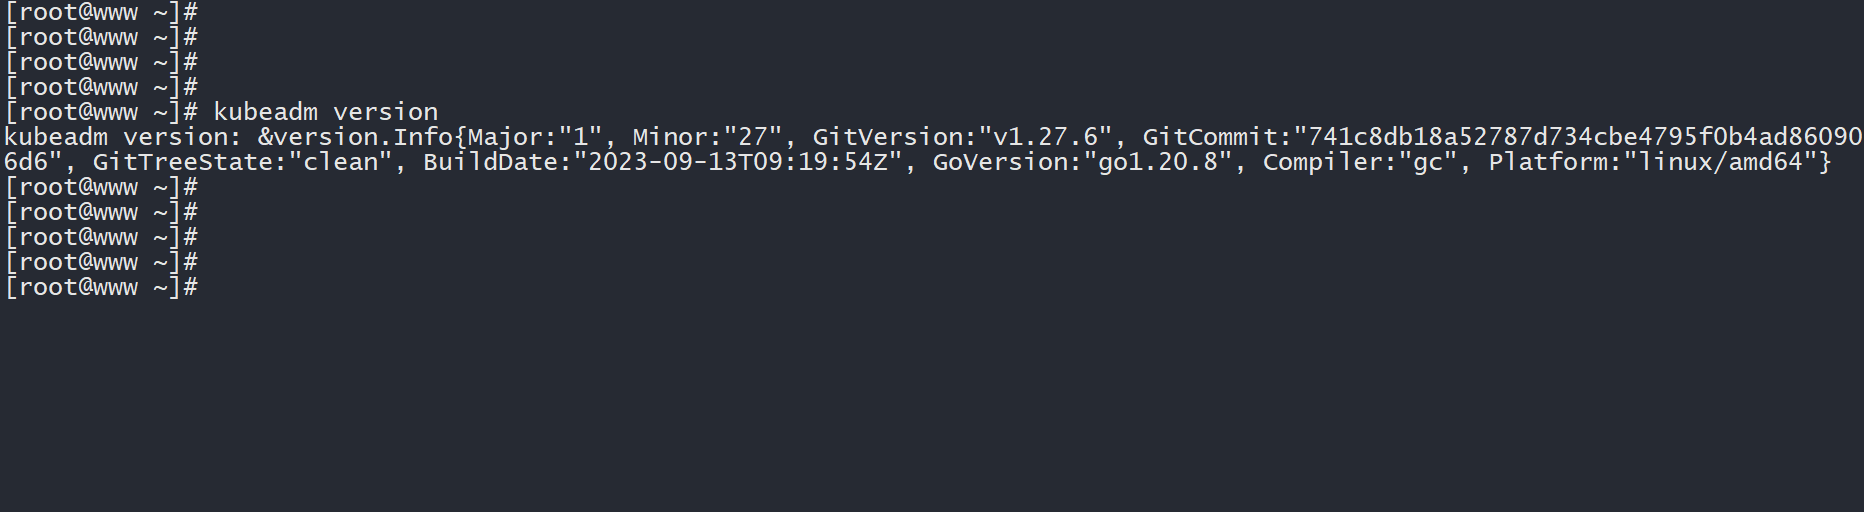 [root@www ~]#
[root@www ~]#
[root@www ~]#
[root@www ~]#
[root@www ~]# kubeadm version
kubeadm version: &version.Info{Major:"1", Minor:"27", GitVersion:"v1.27.6", GitCommit:"741c8db18a52787d734cbe4795f0b4ad86090
6d6", GitTreeState:"clean", BuildDate:"2023-09-13T09:19:54Z", GoVersion:"go1.20.8", Compiler:"gc", Platform:"linux/amd64"}
[root@www ~]#
[root@www ~]#
[root@www ~]#
[root@www ~]#
[root@www ~]#